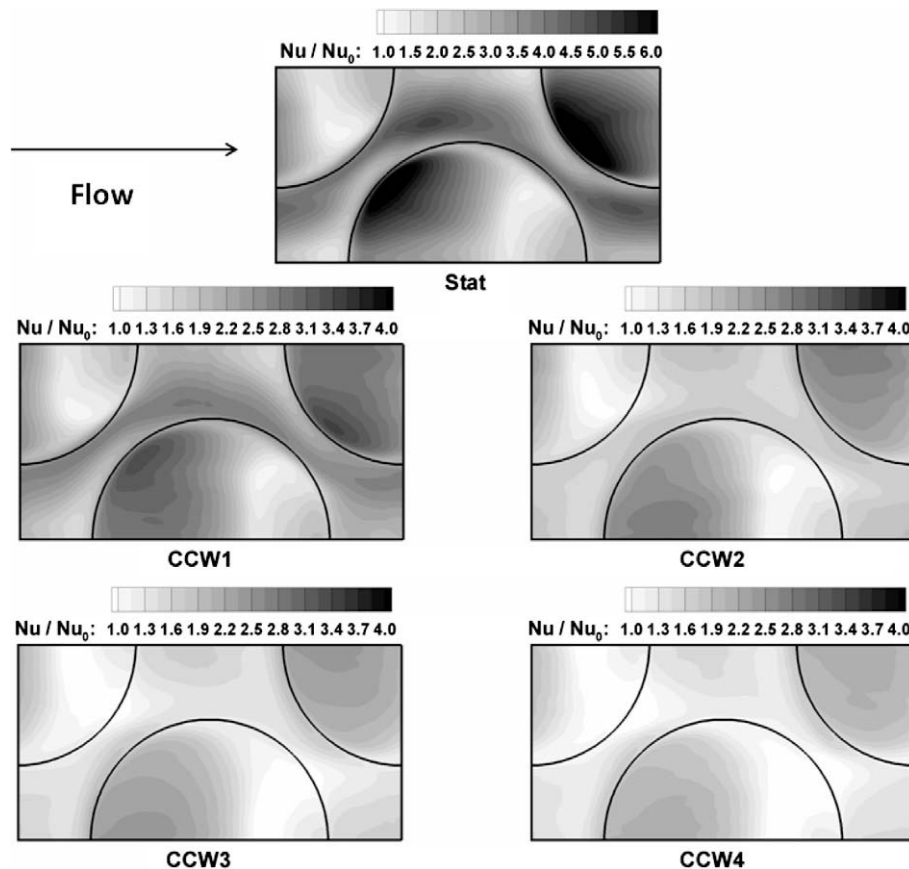 Nu / Nu₀: 1.0 1.5 2.0 2.5 3.0 3.5 4.0 4.5 5.0 5.5 6.0
Flow
Stat
Nu / Nu₀: 1.0 1.3 1.6 1.9 2.2 2.5 2.8 3.1 3.4 3.7 4.0
CCW1
Nu / Nu₀: 1.0 1.3 1.6 1.9 2.2 2.5 2.8 3.1 3.4 3.7 4.0
CCW2
Nu / Nu₀: 1.0 1.3 1.6 1.9 2.2 2.5 2.8 3.1 3.4 3.7 4.0
CCW3
Nu / Nu₀: 1.0 1.3 1.6 1.9 2.2 2.5 2.8 3.1 3.4 3.7 4.0
CCW4